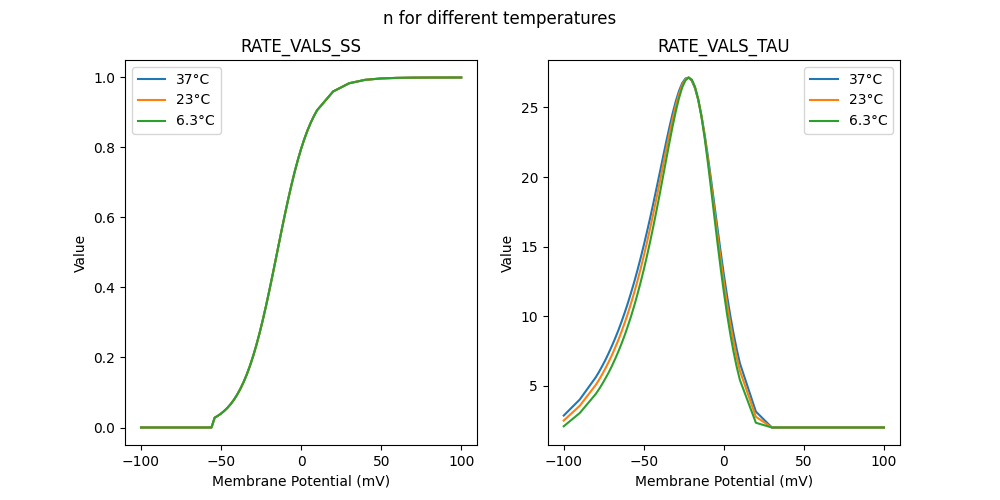 n for different temperatures
RATE_VALS_SS
1.0
0.8
0.6
0.4
0.2
0.0
Value
37°C
23°C
6.3°C
−100
−50
0
50
100
Membrane Potential (mV)
RATE_VALS_TAU
25
20
15
10
5
Value
37°C
23°C
6.3°C
−100
−50
0
50
100
Membrane Potential (mV)